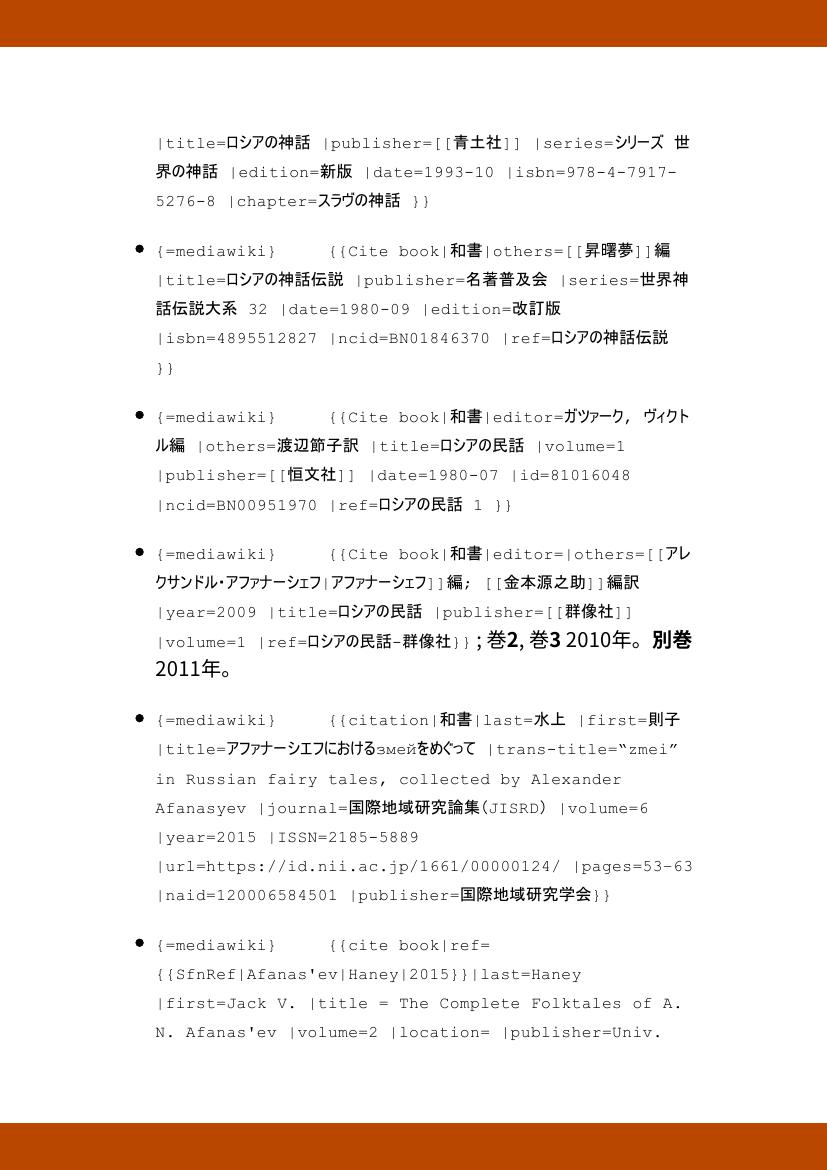 |title=ロシアの神話 |publisher=[[青土社]] |series=シリーズ 世
界の神話 |edition=新版 |date=1993-10 |isbn=978-4-7917-
5276-8 |chapter=スラヴの神話 }}
• {=mediawiki} {{Cite book|和書|others=[[昇曙夢]]編
|title=ロシアの神話伝説 |publisher=名著普及会 |series=世界神
話伝説大系 32 |date=1980-09 |edition=改訂版
|isbn=4895512827 |ncid=BN01846370 |ref=ロシアの神話伝説
}}
• {=mediawiki} {{Cite book|和書|editor=ガツァーク, ヴィクト
ル編 |others=渡辺節子訳 |title=ロシアの民話 |volume=1
|publisher=[[恒文社]] |date=1980-07 |id=81016048
|ncid=BN00951970 |ref=ロシアの民話 1 }}
• {=mediawiki} {{Cite book|和書|editor=|others=[[アレ
クサンドル・アファナーシェフ|アファナーシェフ]]編; [[金本源之助]]編訳
|year=2009 |title=ロシアの民話 |publisher=[[群像社]]
|volume=1 |ref=ロシアの民話-群像社}} ; 巻2, 巻3 2010年。別巻
2011年。
• {=mediawiki} {{citation|和書|last=水上 |first=則子
|title=アファナーシエフにおけるзмейをめぐって |trans-title=“zmei”
in Russian fairy tales, collected by Alexander
Afanasyev |journal=国際地域研究論集(JISRD) |volume=6
|year=2015 |ISSN=2185-5889
|url=https://id.nii.ac.jp/1661/00000124/ |pages=53–63
|naid=120006584501 |publisher=国際地域研究学会}}
• {=mediawiki} {{cite book|ref=
{{SfnRef|Afanas'ev|Haney|2015}}|last=Haney
|first=Jack V. |title = The Complete Folktales of A.
N. Afanas'ev |volume=2 |location= |publisher=Univ.